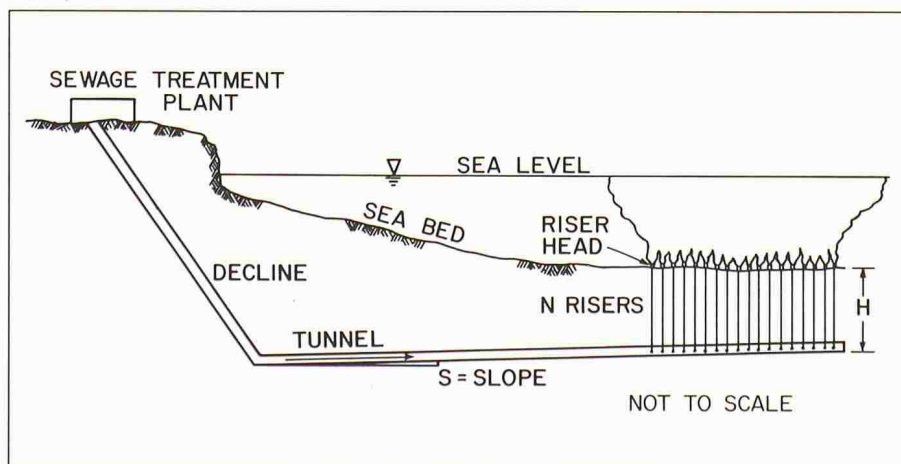 SEWAGE TREATMENT
PLANT
SEA LEVEL
SEA BED
RISER
HEAD
DECLINE
N RISERS
H
TUNNEL
S = SLOPE
NOT TO SCALE